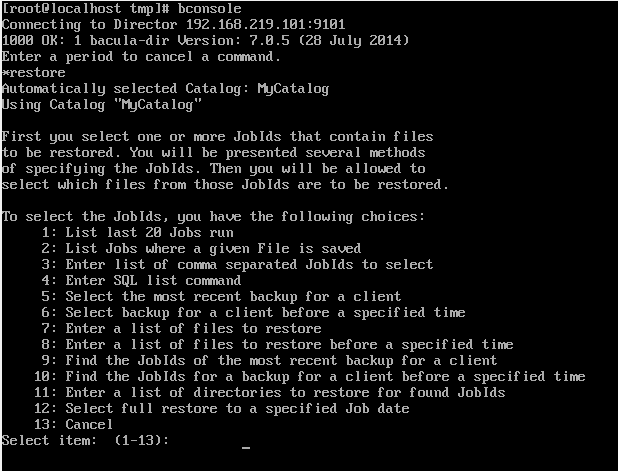 [root@localhost tmp]# bconsole
Connecting to Director 192.168.219.101:9101
1000 OK: 1 bacula-dir Version: 7.0.5 (28 July 2014)
Enter a period to cancel a command.
*restore
Automatically selected Catalog: MyCatalog
Using Catalog "MyCatalog"
First you select one or more JobIds that contain files
to be restored. You will be presented several methods
of specifying the JobIds. Then you will be allowed to
select which files from those JobIds are to be restored.
To select the JobIds, you have the following choices:
1: List last 20 Jobs run
2: List Jobs where a given File is saved
3: Enter list of comma separated JobIds to select
4: Enter SQL list command
5: Select the most recent backup for a client
6: Select backup for a client before a specified time
7: Enter a list of files to restore
8: Enter a list of files to restore before a specified time
9: Find the JobIds of the most recent backup for a client
10: Find the JobIds for a backup for a client before a specified time
11: Enter a list of directories to restore for found JobIds
12: Select full restore to a specified Job date
13: Cancel
Select item:  (1-13): _